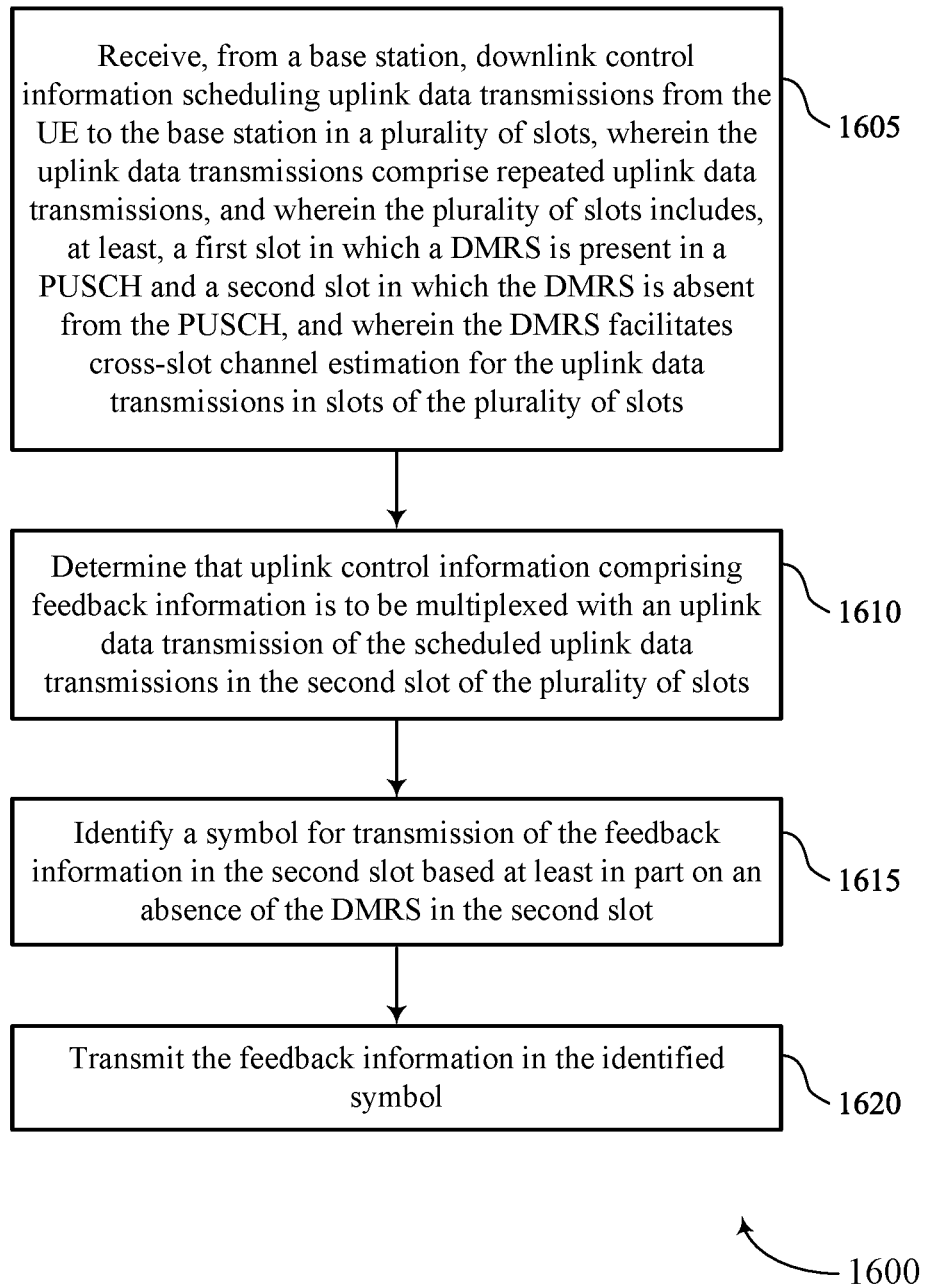 Receive, from a base station, downlink control
information scheduling uplink data transmissions from the
UE to the base station in a plurality of slots, wherein the
uplink data transmissions comprise repeated uplink data
transmissions, and wherein the plurality of slots includes,
at least, a first slot in which a DMRS is present in a
PUSCH and a second slot in which the DMRS is absent
from the PUSCH, and wherein the DMRS facilitates
cross-slot channel estimation for the uplink data
transmissions in slots of the plurality of slots
1605
Determine that uplink control information comprising
feedback information is to be multiplexed with an uplink
data transmission of the scheduled uplink data
transmissions in the second slot of the plurality of slots
1610
Identify a symbol for transmission of the feedback
information in the second slot based at least in part on an
absence of the DMRS in the second slot
1615
Transmit the feedback information in the identified
symbol
1620
1600